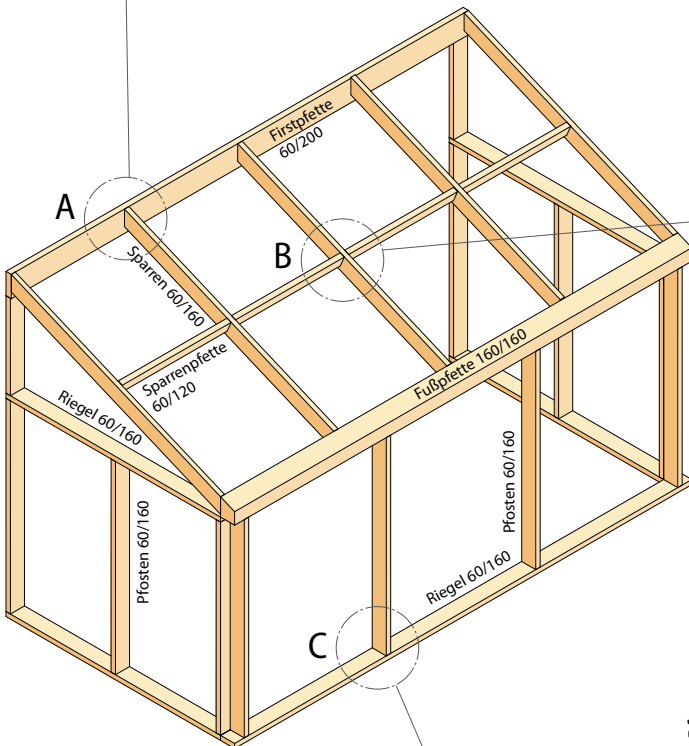 Firstpfette
60/200
A
B
Sparren 60/160
Sparrenpfette
60/120
Fußpfette 160/160
Riegel 60/160
Pfosten 60/160
Pfosten 60/160
Riegel 60/160
C